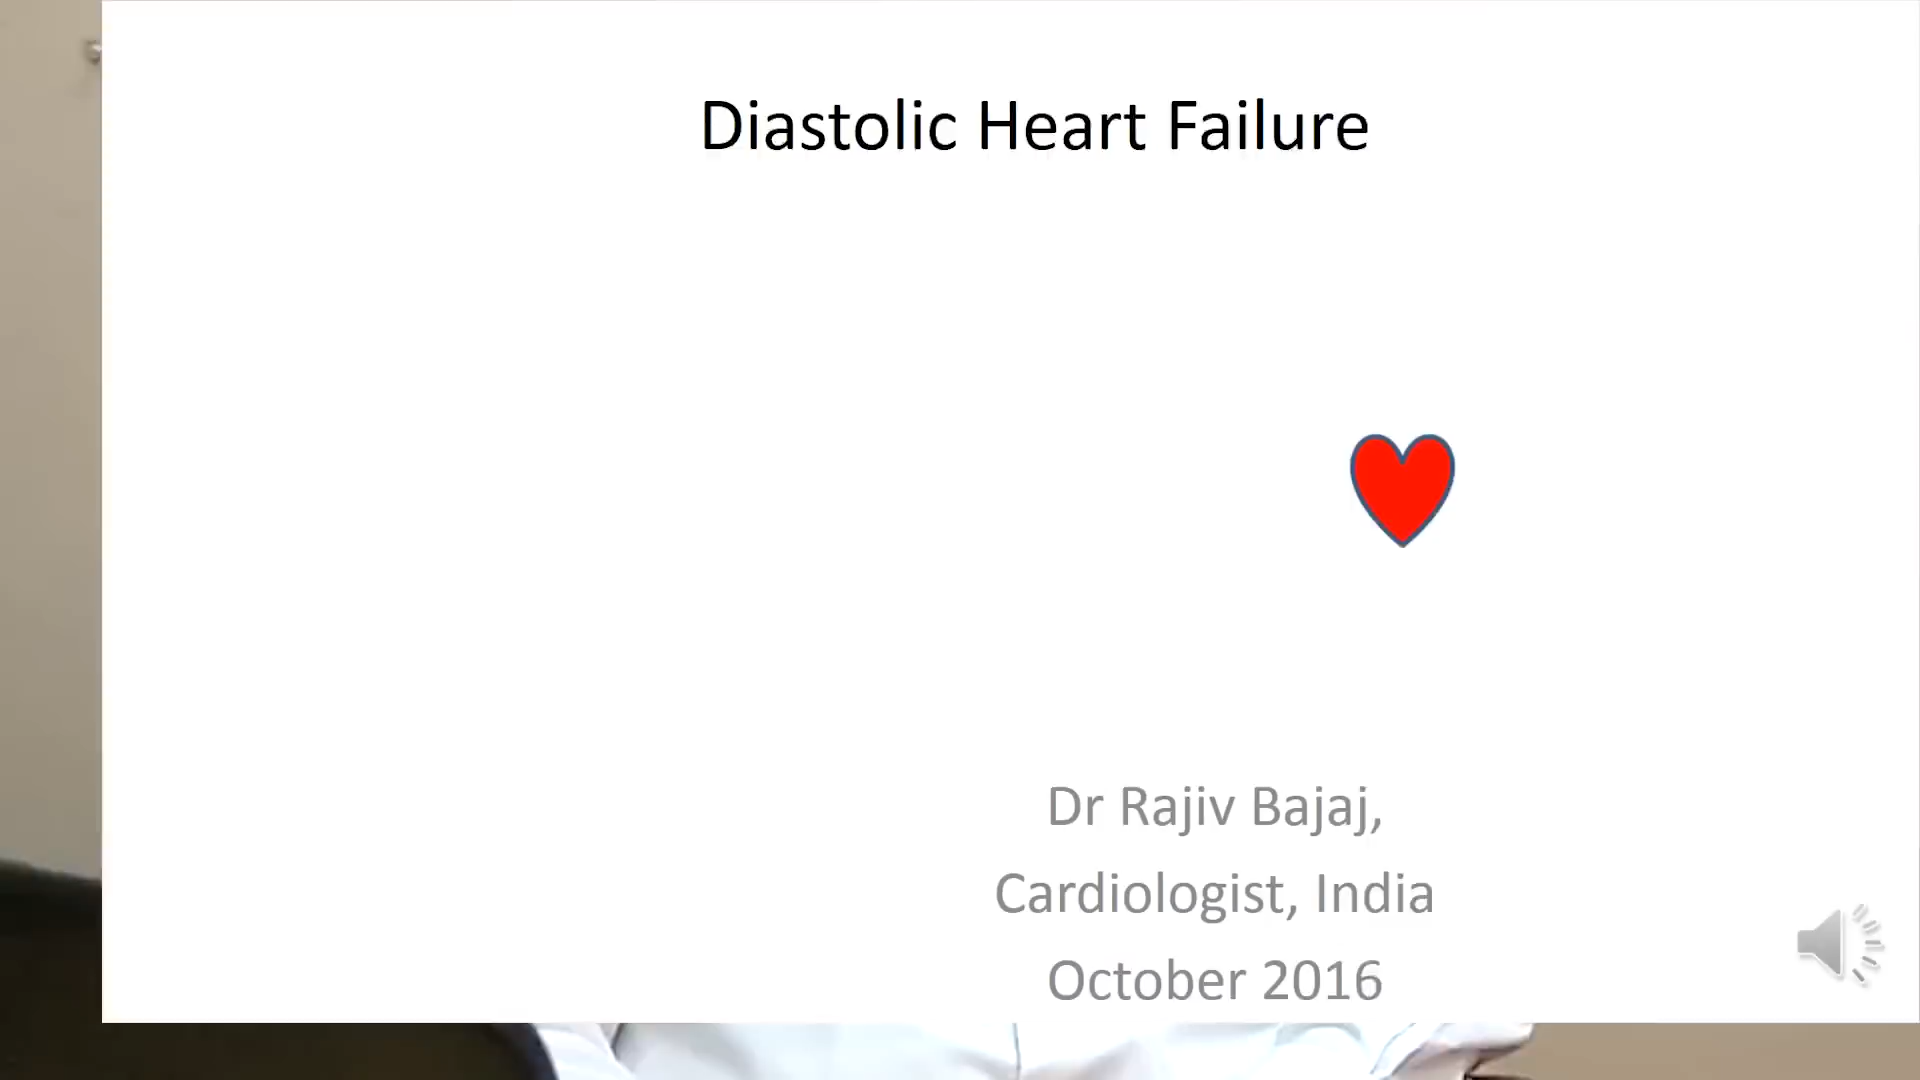 Diastolic Heart Failure
Dr Rajiv Bajaj,
Cardiologist, India
October 2016